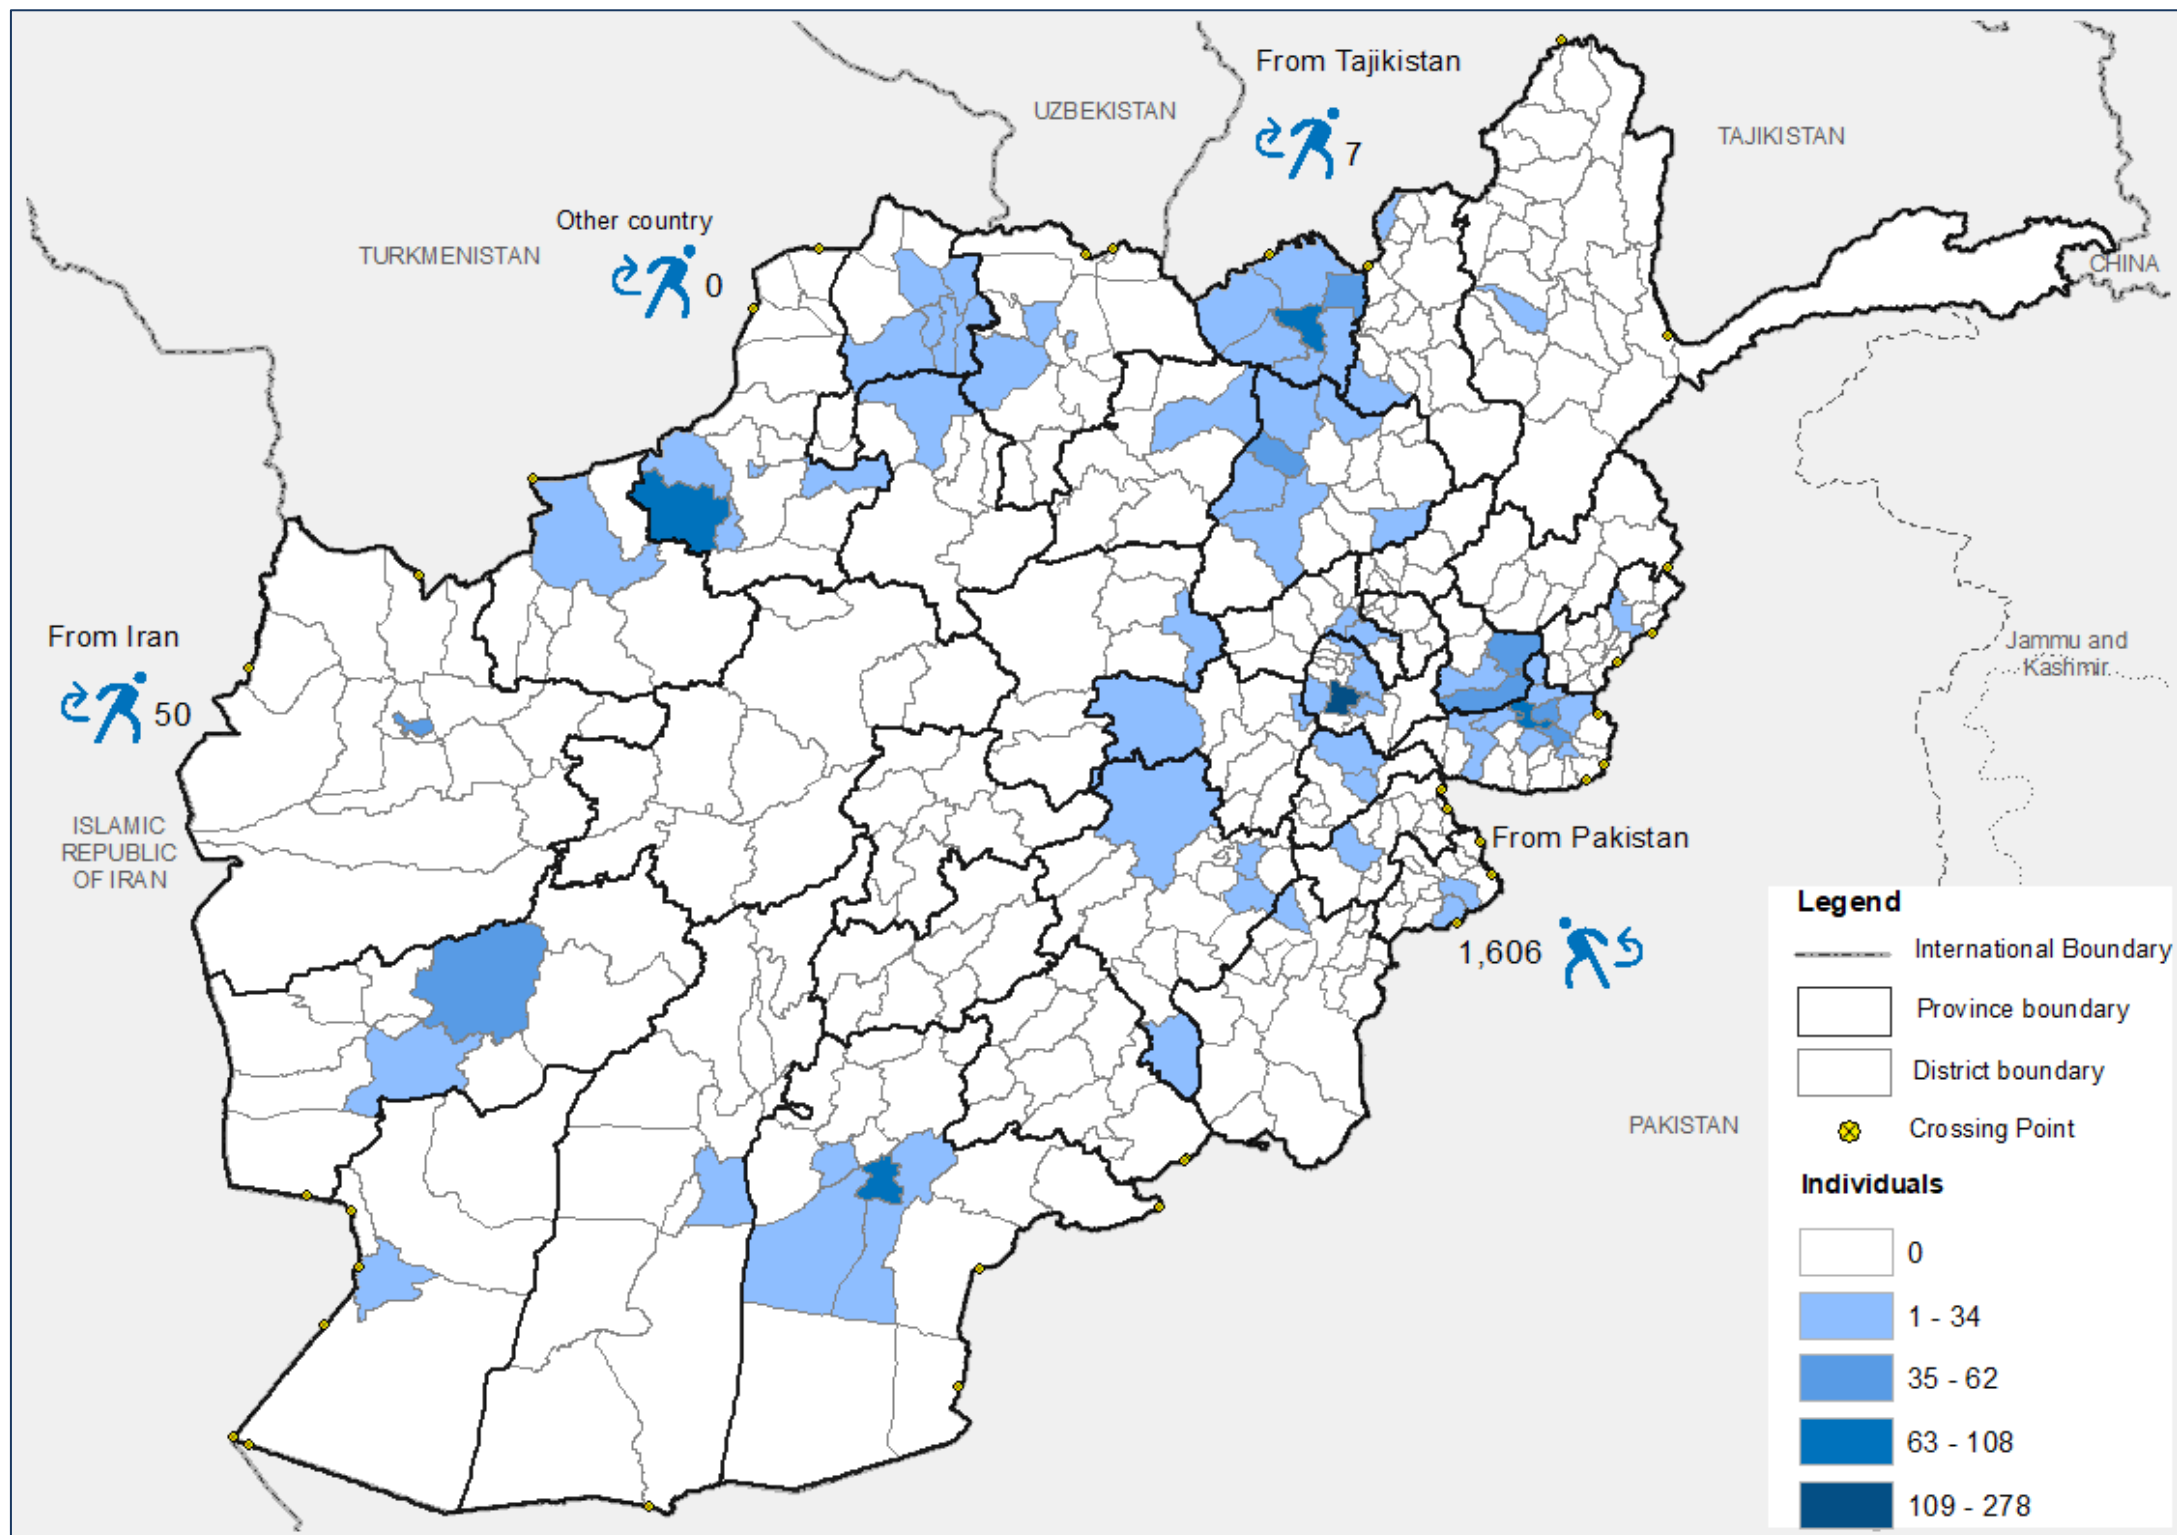 From Tajikistan
7
UZBEKISTAN
TAJIKISTAN
Other country
0
TURKMENISTAN
CHINA
From Iran
50
Jammu and
Kashmir
ISLAMIC
REPUBLIC
OF IRAN
From Pakistan
1,606
PAKISTAN
Legend
International Boundary
Province boundary
District boundary
Crossing Point
Individuals
0
1 - 34
35 - 62
63 - 108
109 - 278